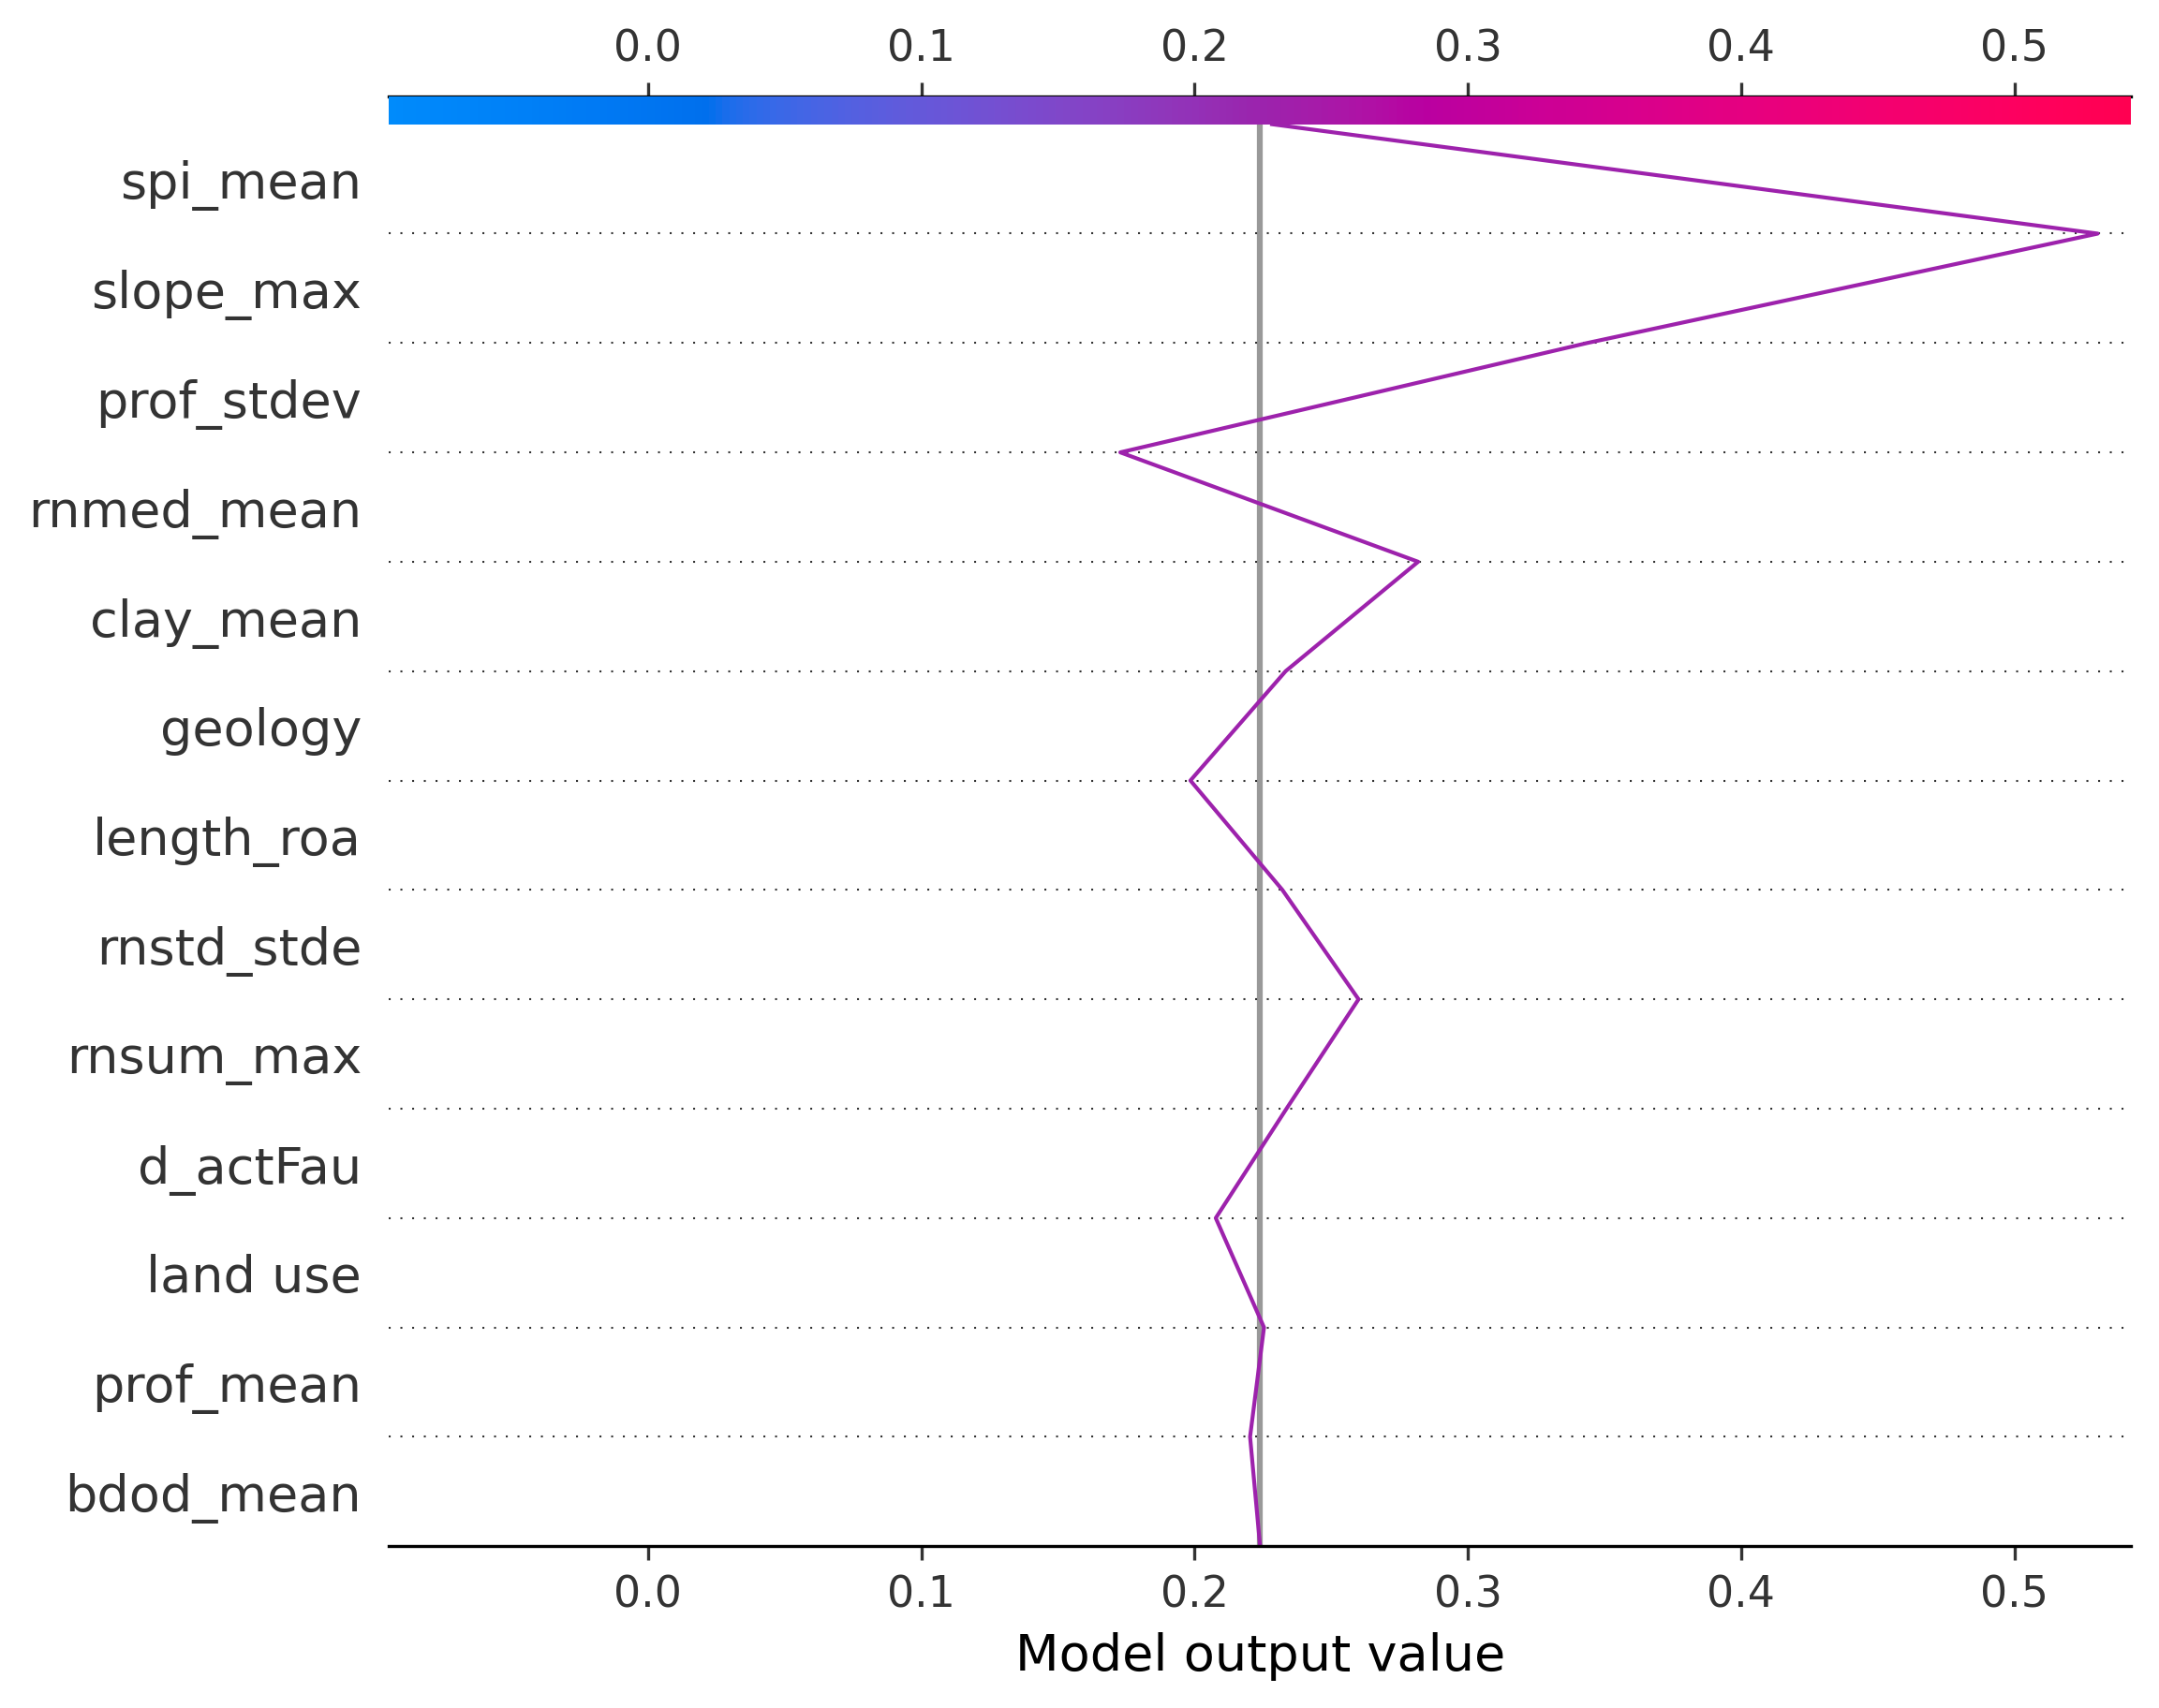 0.0 0.1 0.2 0.3 0.4 0.5
spi_mean
slope_max
prof_stdev
rnmed_mean
clay_mean
geology
length_roa
rnstd_stde
rnsum_max
d_actFau
land use
prof_mean
bdod_mean
0.0 0.1 0.2 0.3 0.4 0.5
Model output value